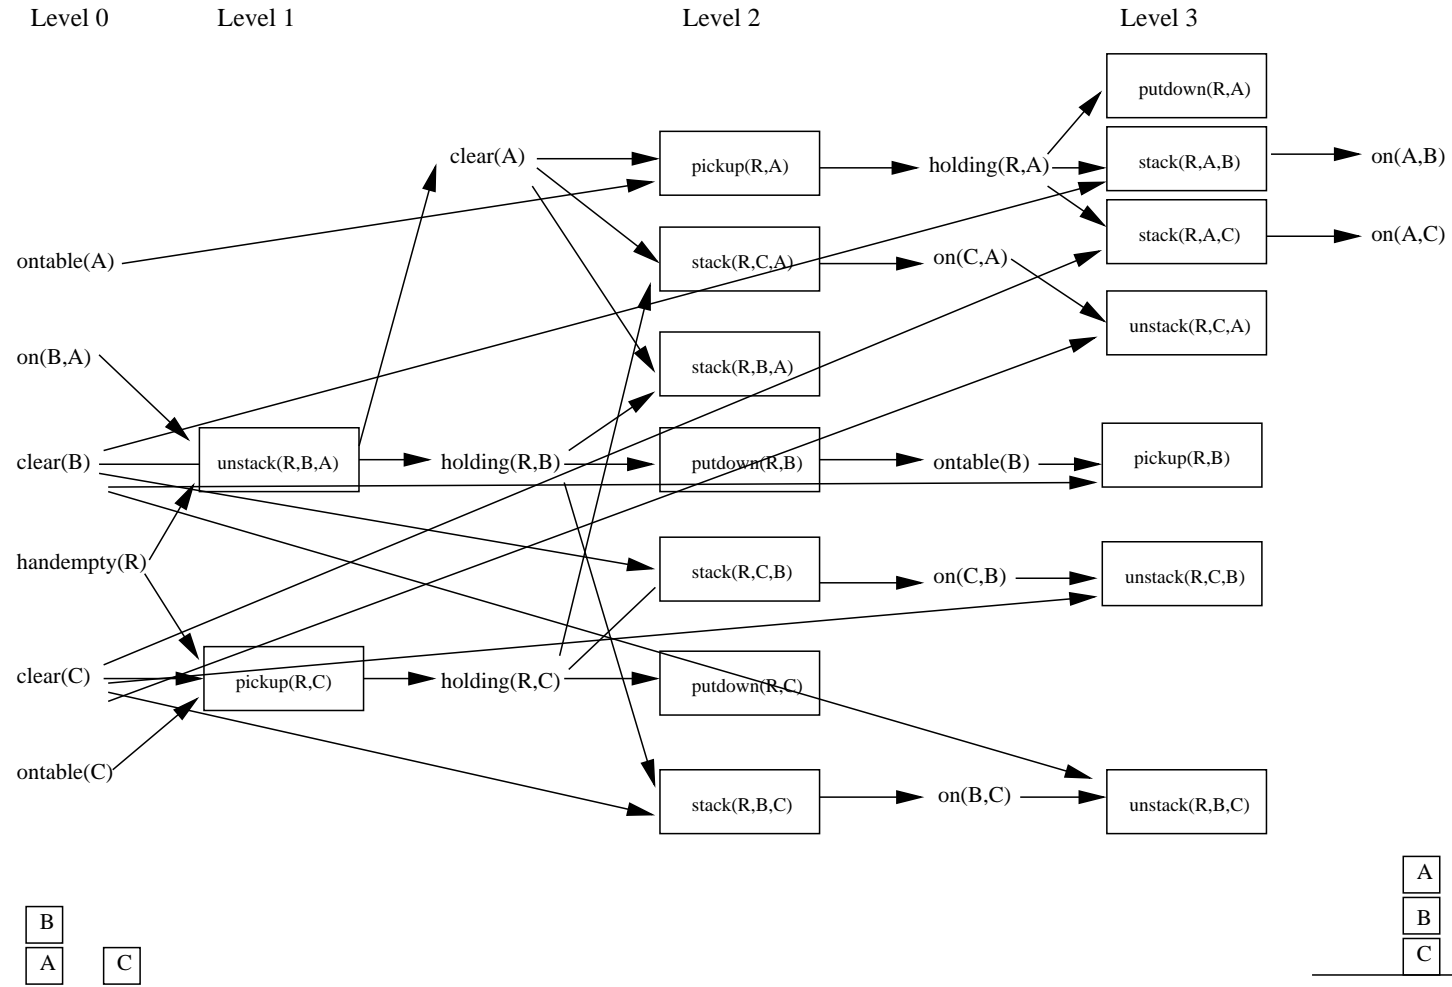 Level 0
Level 1
Level 2
Level 3
ontable(A)
on(B,A)
clear(B)
handempty(R)
clear(C)
ontable(C)
unstack(R,B,A)
pickup(R,C)
clear(A)
holding(R,B)
holding(R,C)
pickup(R,A)
stack(R,C,A)
stack(R,B,A)
putdown(R,B)
stack(R,C,B)
putdown(R,C)
stack(R,B,C)
holding(R,A)
on(C,A)
ontable(B)
on(C,B)
on(B,C)
putdown(R,A)
stack(R,A,B)
stack(R,A,C)
unstack(R,C,A)
pickup(R,B)
unstack(R,C,B)
unstack(R,B,C)
on(A,B)
on(A,C)
B
A
C
A
B
C